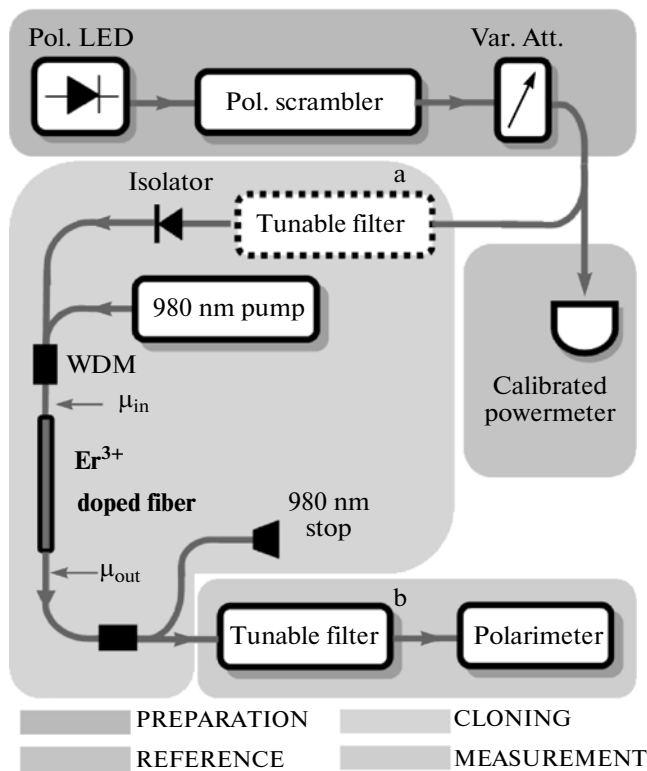 Pol. LED
Var. Att.
Pol. scrambler
a
Isolator
Tunable filter
980 nm pump
WDM
μin
Calibrated
powermeter
Er³⁺
doped fiber
980 nm
stop
μout
b
Tunable filter
Polarimeter
PREPARATION
CLONING
REFERENCE
MEASUREMENT